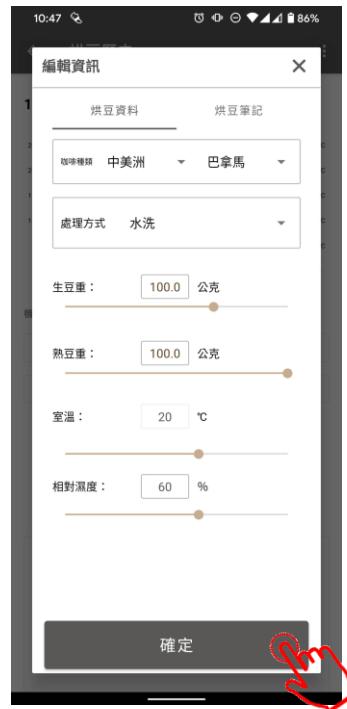 10:47 86%
編輯資訊
烘豆資料 烘豆筆記
咖啡種類 中美洲 巴拿馬
處理方式 水洗
生豆重： 100.0 公克
熟豆重： 100.0 公克
室溫： 20 ℃
相對濕度： 60 %
確定